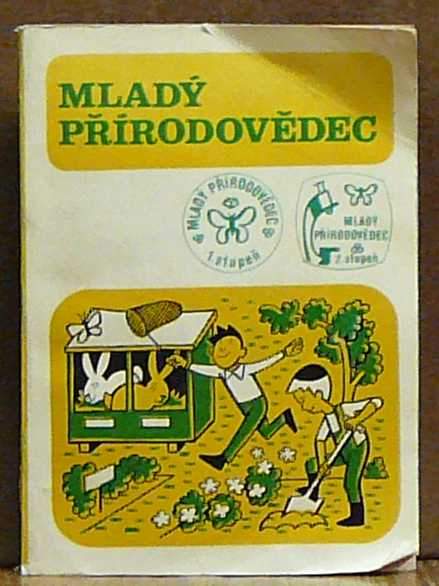 MLADÝ
PŘÍRODOVĚDEC
MLADÝ PŘÍRODOVĚDEC
1. stupeň
MLADÝ
PŘÍRODOVĚDEC
2. stupeň